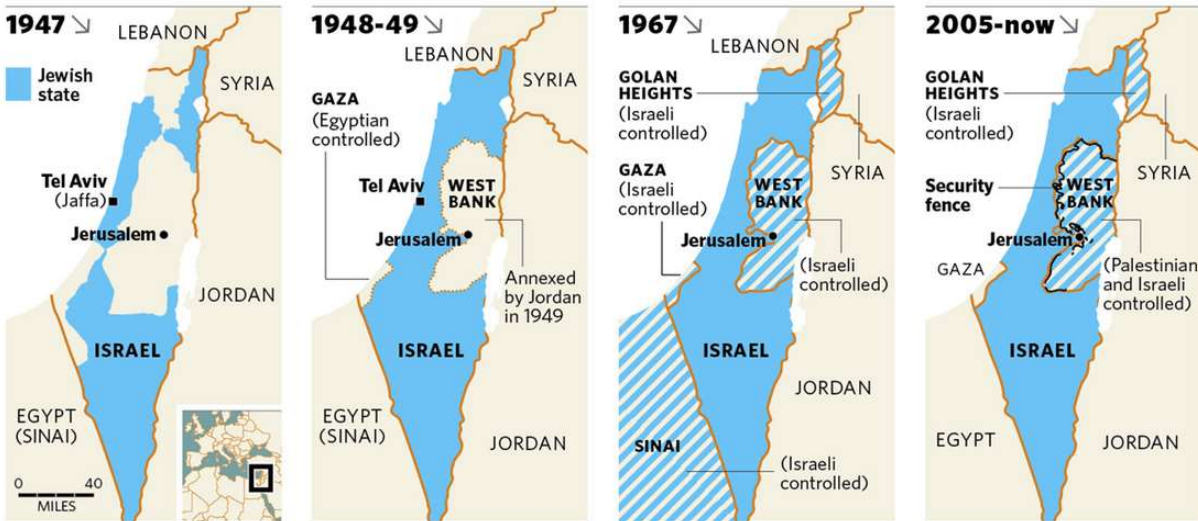 1947
LEBANON
Jewish
state
SYRIA
Tel Aviv
(Jaffa)
Jerusalem
JORDAN
ISRAEL
EGYPT
(SINAI)
0 40
MILES
1948-49
LEBANON
GAZA
(Egyptian
controlled)
SYRIA
Tel Aviv
WEST
BANK
Jerusalem
Annexed
by Jordan
in 1949
ISRAEL
EGYPT
(SINAI)
JORDAN
1967
LEBANON
GOLAN
HEIGHTS
(Israeli
controlled)
SYRIA
GAZA
(Israeli
controlled)
WEST
BANK
Jerusalem
(Israeli
controlled)
ISRAEL
JORDAN
SINAI
(Israeli
controlled)
2005-now
LEBANON
GOLAN
HEIGHTS
(Israeli
controlled)
SYRIA
Security
fence
WEST
BANK
Jerusalem
GAZA
(Palestinian
and Israeli
controlled)
ISRAEL
EGYPT
JORDAN